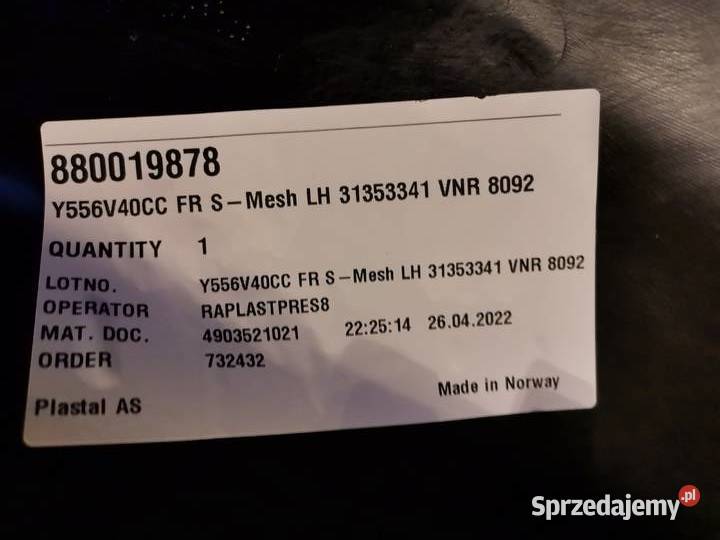 880019878
Y556V40CC FR S-Mesh LH 31353341 VNR 8092
QUANTITY 1
LOTNO. Y556V40CC FR S-Mesh LH 31353341 VNR 8092
OPERATOR RAPLASTPRES8
MAT. DOC. 4903521021 22:25:14 26.04.2022
ORDER 732432
Made in Norway
Plastal AS
Sprzedajemy.pl